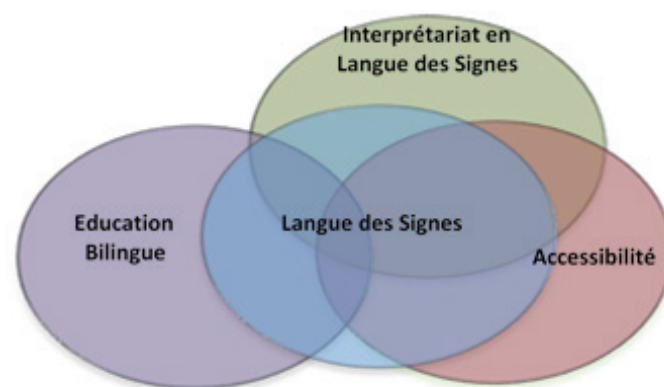 Interprétariat en
Langue des Signes
Education
Bilingue
Langue des Signes
Accessibilité